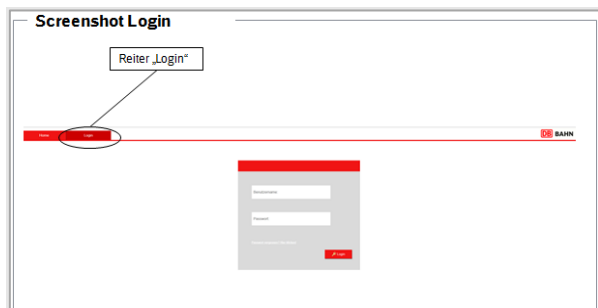 Screenshot Login
Reiter „Login“
Home
Login
DB BAHN
Benutzername
Passwort
Login